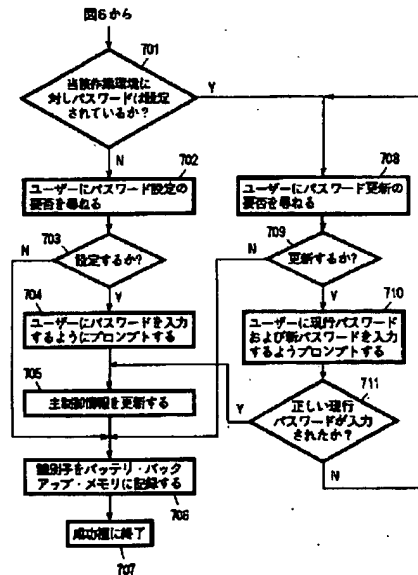 図6から
701
当該作業環境に
対しパスワードは設定
されているか?
Y
N
702
ユーザーにパスワード設定の
要否を尋ねる
703
設定するか?
N
Y
704
ユーザーにパスワードを入力
するようにプロンプトする
705
主制御情報を更新する
識別子をバッテリ・バック
アップ・メモリに記録する
706
成功裡に終了
707
708
ユーザーにパスワード更新の
要否を尋ねる
709
更新するか?
N
Y
710
ユーザーに現行パスワード
および新パスワードを入
力するようプロンプトする
711
正しい現行
パスワードが入力
されたか?
Y
N